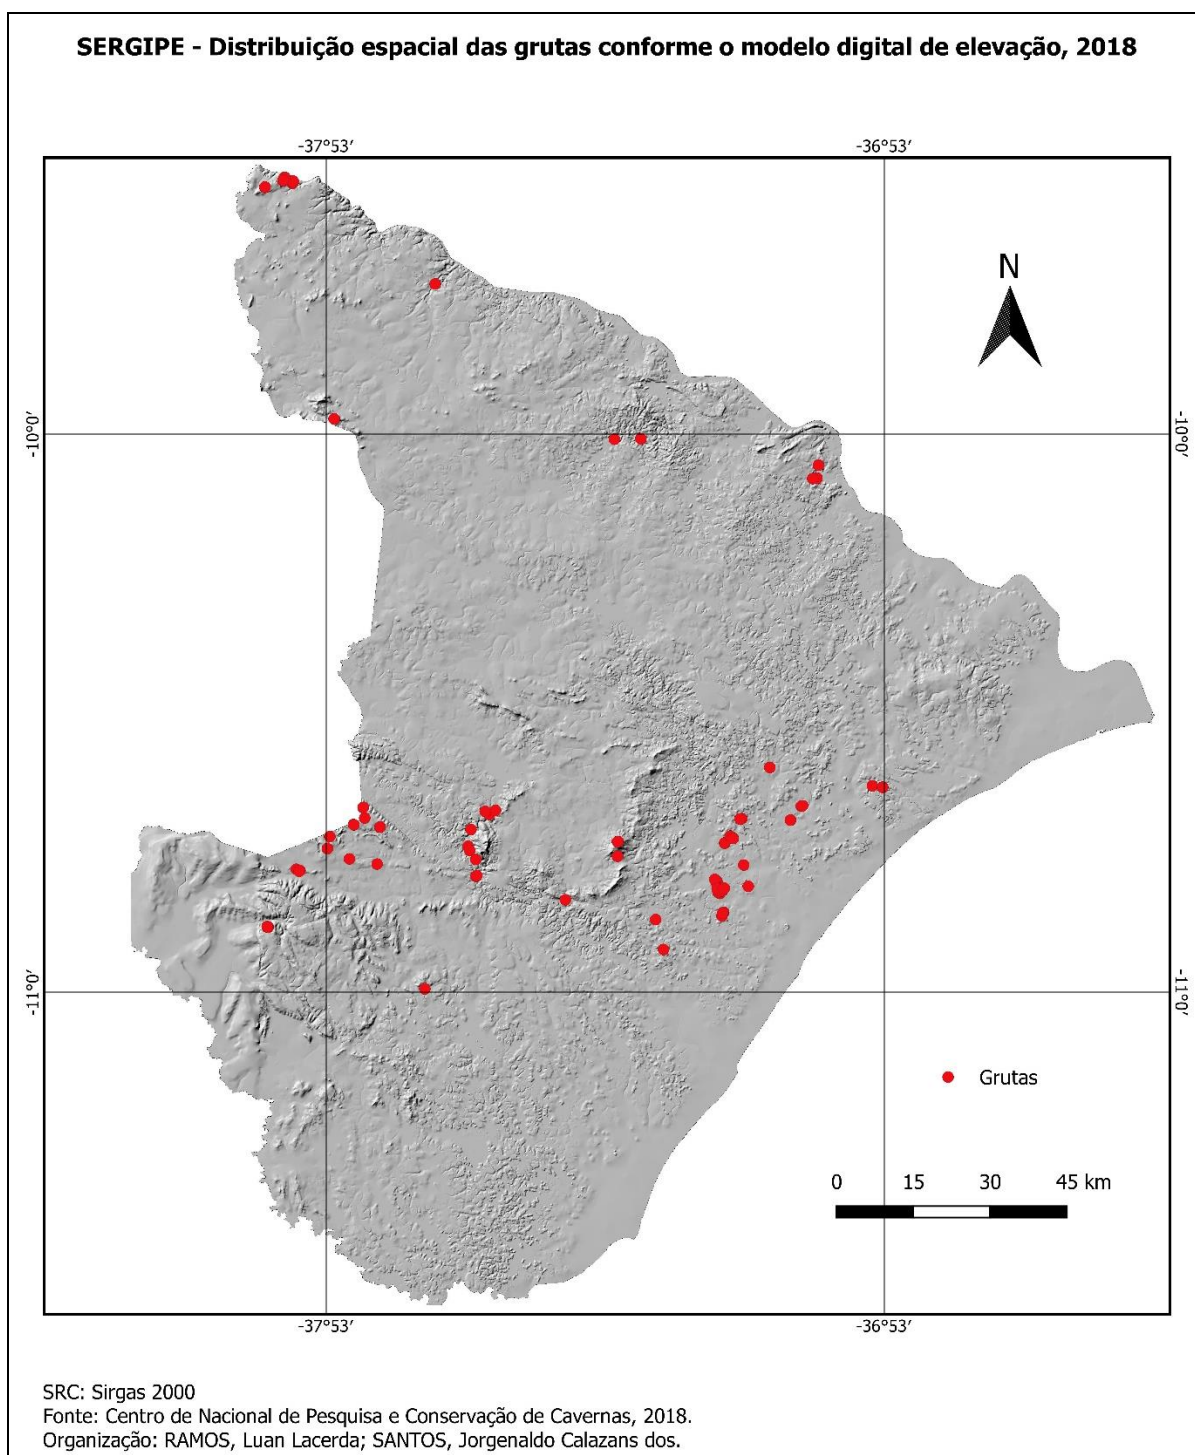 SERGIPE - Distribuição espacial das grutas conforme o modelo digital de elevação, 2018
-37°53′ -36°53′
N
-10°0′ -10°0′
-11°0′ -11°0′
Grutas
0 15 30 45 km
-37°53′ -36°53′
SRC: Sirgas 2000
Fonte: Centro de Nacional de Pesquisa e Conservação de Cavernas, 2018.
Organização: RAMOS, Luan Lacerda; SANTOS, Jorgenaldo Calazans dos.